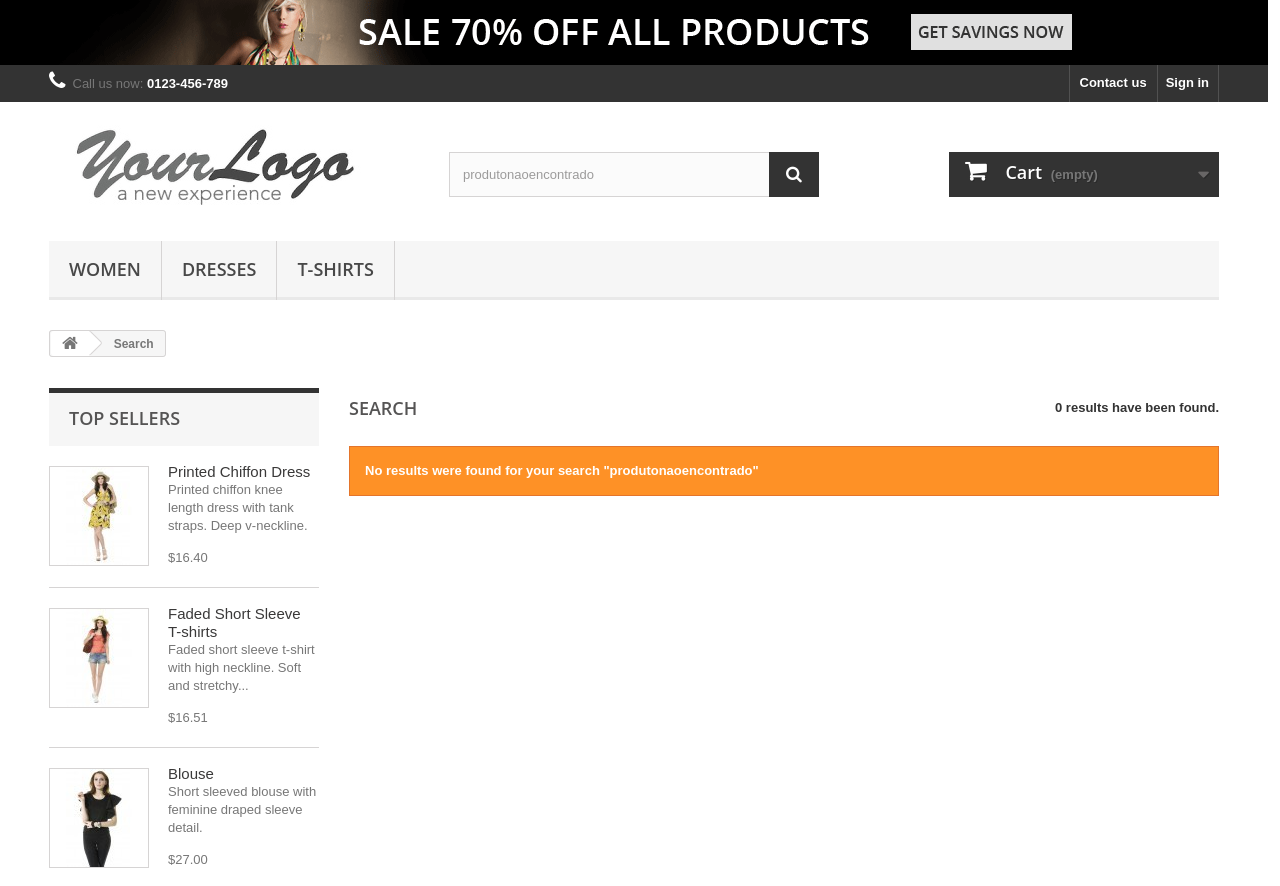 SALE 70% OFF ALL PRODUCTS
GET SAVINGS NOW
Call us now: 0123-456-789
Contact us
Sign in
Your Logo
a new experience
produtonaoencontrado
Cart (empty)
WOMEN
DRESSES
T-SHIRTS
Search
TOP SELLERS
Printed Chiffon Dress
Printed chiffon knee
length dress with tank
straps. Deep v-neckline.
$16.40
Faded Short Sleeve
T-shirts
Faded short sleeve t-shirt
with high neckline. Soft
and stretchy...
$16.51
Blouse
Short sleeved blouse with
feminine draped sleeve
detail.
$27.00
SEARCH
0 results have been found.
No results were found for your search "produtonaoencontrado"